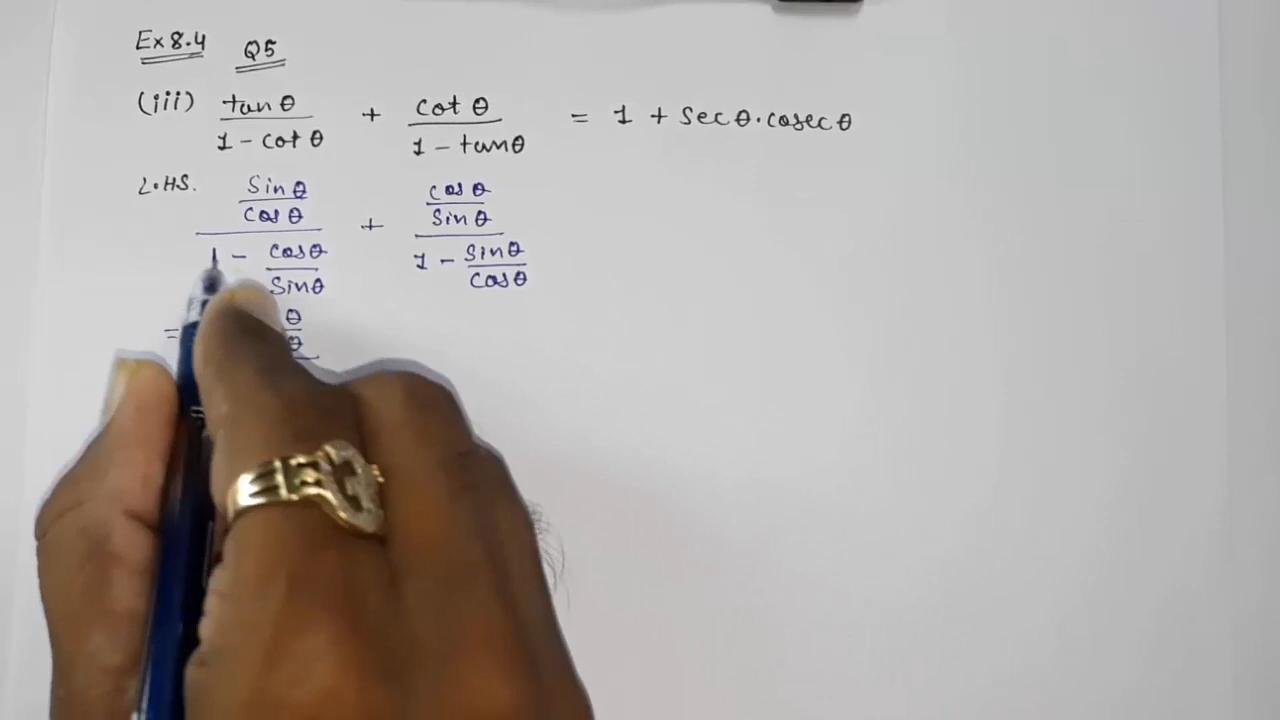 Ex 8.4 Q5
(iii) tanθ / 1 - cotθ + cotθ / 1 - tanθ = 1 + secθ.cosecθ
L.HS. sinθ/cosθ / 1 - cosθ/sinθ + cosθ/sinθ / 1 - sinθ/cosθ
= θ / θ